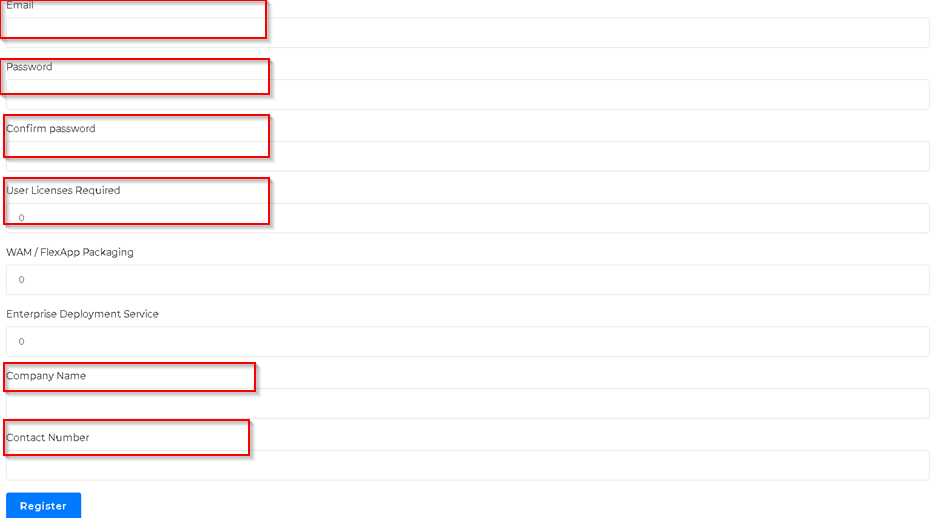 Email
Password
Confirm password
User Licenses Required
0
WAM / FlexApp Packaging
0
Enterprise Deployment Service
0
Company Name
Contact Number
Register